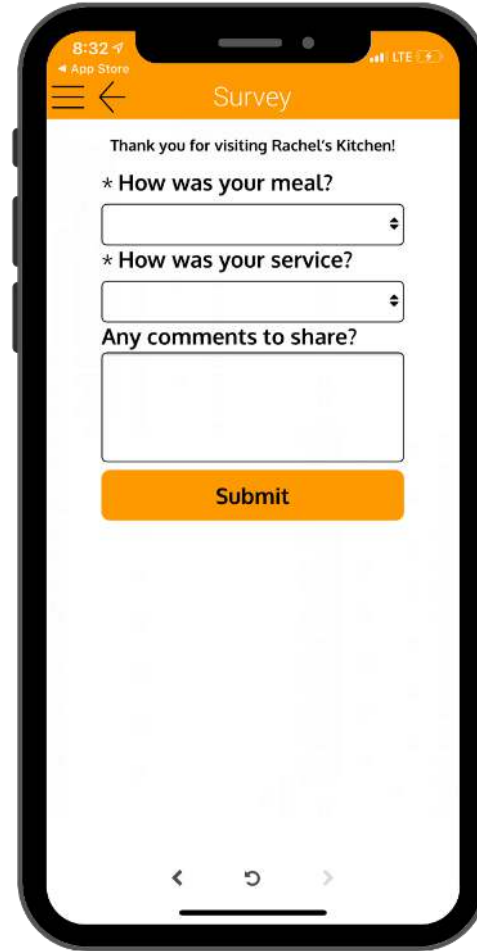 8:32
◀ App Store
LTE
Survey
Thank you for visiting Rachel's Kitchen!
* How was your meal?
* How was your service?
Any comments to share?
Submit